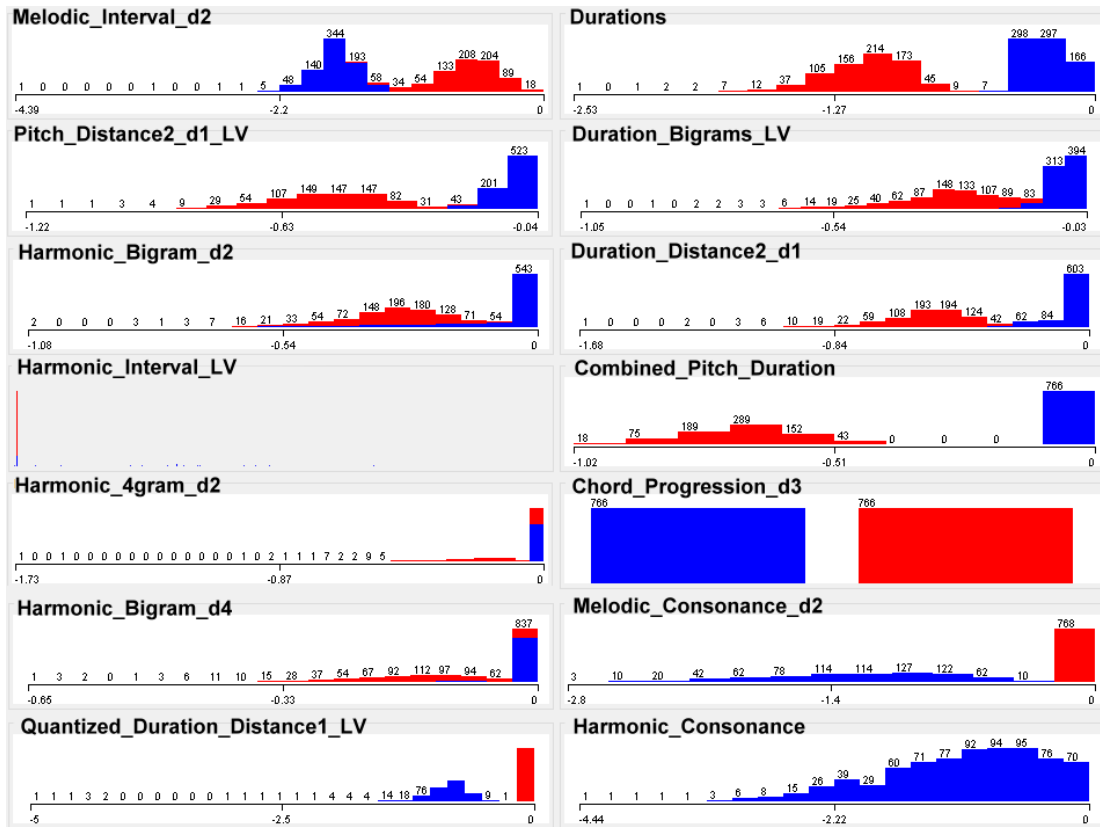 Melodic_Interval_d2
1 0 0 0 0 1 0 0 1 1 5 48 140 344 193 58 34 54 133 208 204 89 18
-4.39 -2.2 0
Durations
1 0 1 2 2 7 12 37 105 156 214 173 45 9 7 298 297 166
-2.53 -1.27 0
Pitch_Distance2_d1_LV
1 1 1 3 4 9 29 54 107 149 147 147 82 31 43 201 523
-1.22 -0.63 -0.04
Duration_Bigrams_LV
1 0 0 1 0 2 2 3 3 6 14 19 25 40 62 87 148 133 107 89 83 313 394
-1.05 -0.54 -0.03
Harmonic_Bigram_d2
2 0 0 0 3 1 3 7 16 21 33 54 72 148 196 180 128 71 54 543
-1.08 -0.54 0
Duration_Distance2_d1
1 0 0 0 2 0 3 6 10 19 22 59 108 193 194 124 42 62 84 603
-1.68 -0.84 0
Harmonic_Interval_LV
Combined_Pitch_Duration
18 75 189 289 152 43 0 0 0 766
-1.02 -0.51 0
Harmonic_4gram_d2
1 0 0 1 0 0 0 0 0 0 0 0 0 0 1 0 2 1 1 1 7 2 2 9 5
-1.73 -0.87 0
Chord_Progression_d3
766 766
Harmonic_Bigram_d4
1 3 2 0 1 3 6 11 10 15 28 37 54 67 92 112 97 94 62 837
-0.65 -0.33 0
Melodic_Consonance_d2
3 10 20 42 62 78 114 114 127 122 62 10 768
-2.8 -1.4 0
Quantized_Duration_Distance1_LV
1 1 3 2 0 0 0 0 0 0 1 1 1 1 1 4 4 4 14 18 76 9 1
-5 -2.5 0
Harmonic_Consonance
1 1 1 1 1 3 6 8 15 26 39 29 60 71 77 92 94 95 76 70
-4.44 -2.22 0